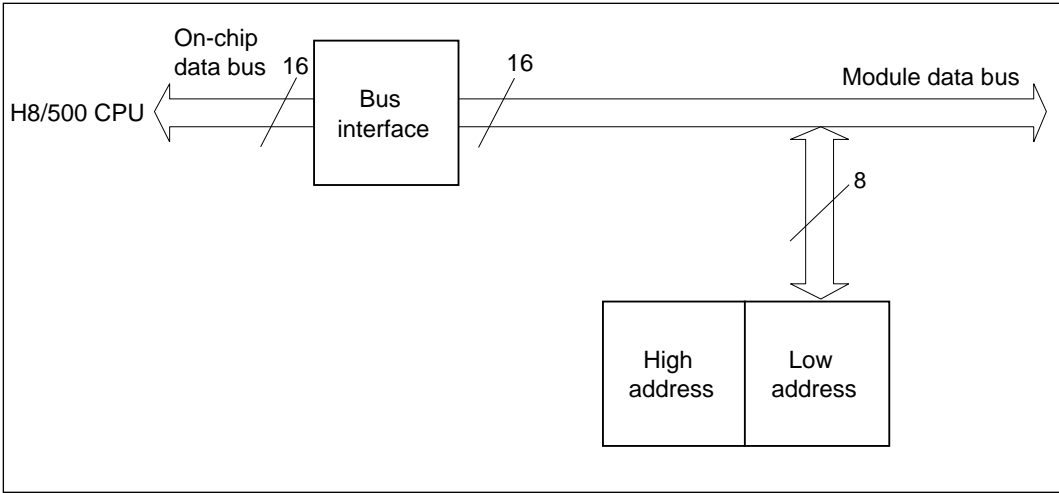 On-chip
data bus
16
16
Module data bus
H8/500 CPU
Bus
interface
8
High
address
Low
address